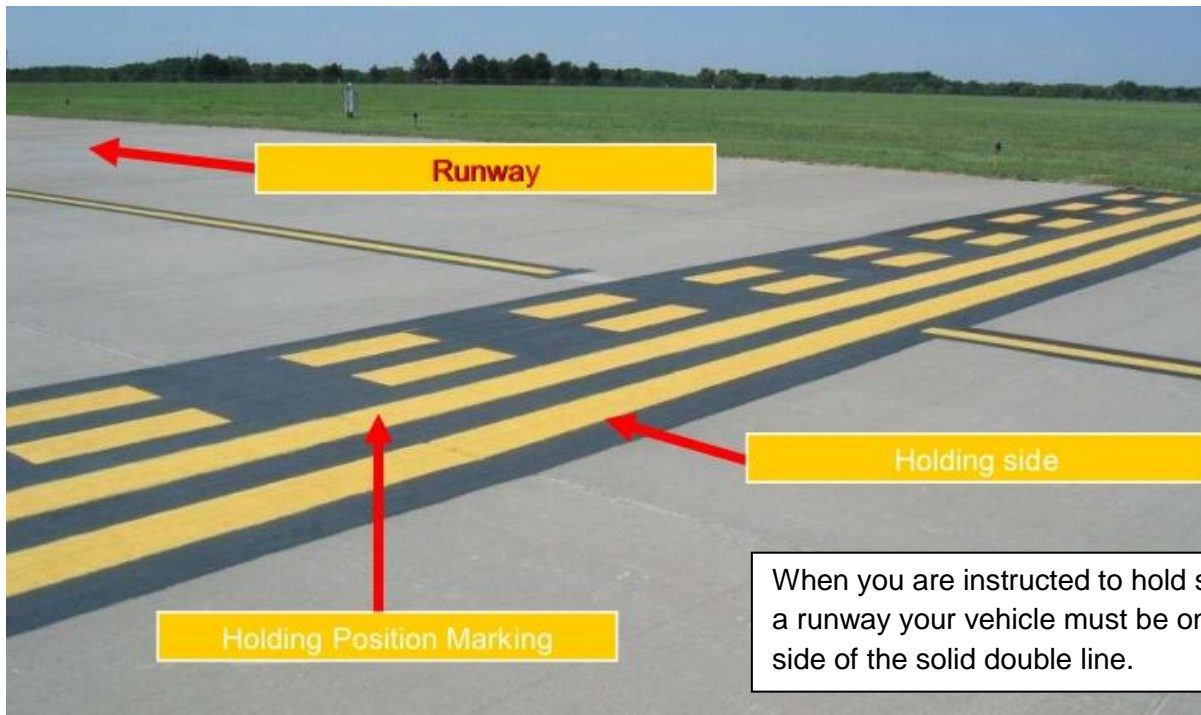 Runway
Holding side
Holding Position Marking
When you are instructed to hold
a runway your vehicle must be
side of the solid double line.